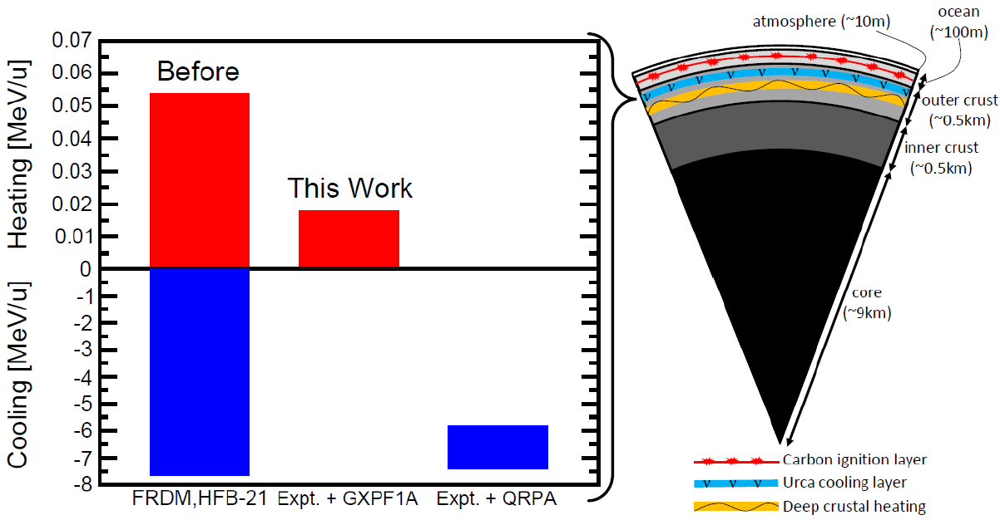 Heating [MeV/u]
Cooling [MeV/u]
0.07
0.06
0.05
0.04
0.03
0.02
0.01
0
-1
-2
-3
-4
-5
-6
-7
-8
Before
This Work
FRDM,HFB-21
Expt. + GXPF1A
Expt. + QRPA
atmosphere (~10m)
ocean
(~100m)
ν ν ν ν ν ν ν ν ν ν
outer crust
(~0.5km)
inner crust
(~0.5km)
core
(~9km)
Carbon ignition layer
ν ν ν
Urca cooling layer
Deep crustal heating